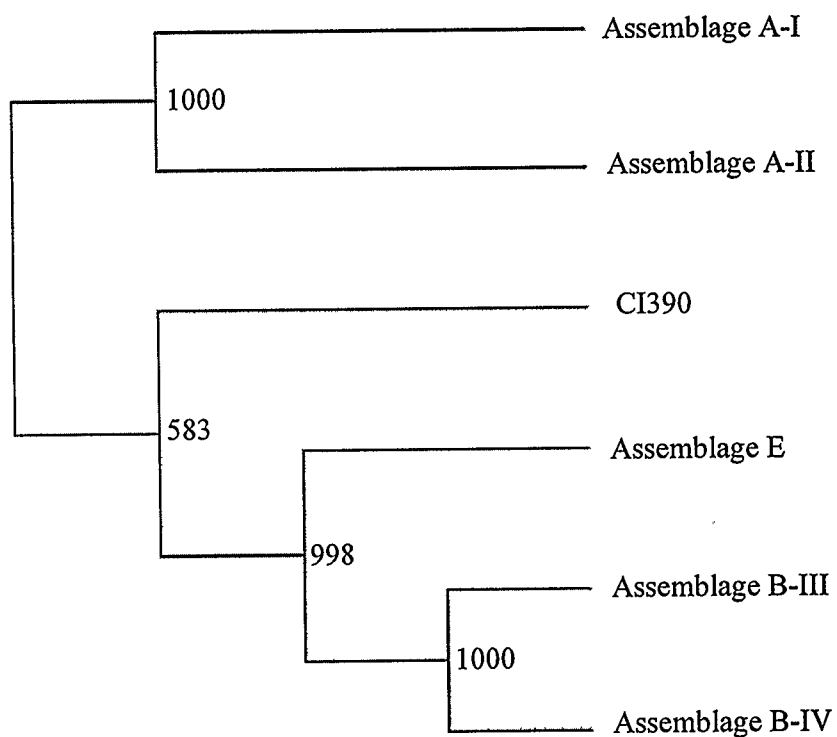 Assemblage A-I
1000
Assemblage A-II
CI390
583
Assemblage E
998
Assemblage B-III
1000
Assemblage B-IV